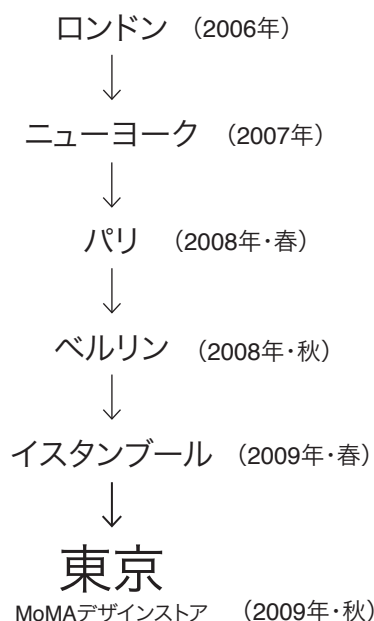 ロンドン （2006年）
ニューヨーク （2007年）
パリ （2008年・春）
ベルリン （2008年・秋）
イスタンブール （2009年・春）
東京
MoMAデザインストア （2009年・秋）